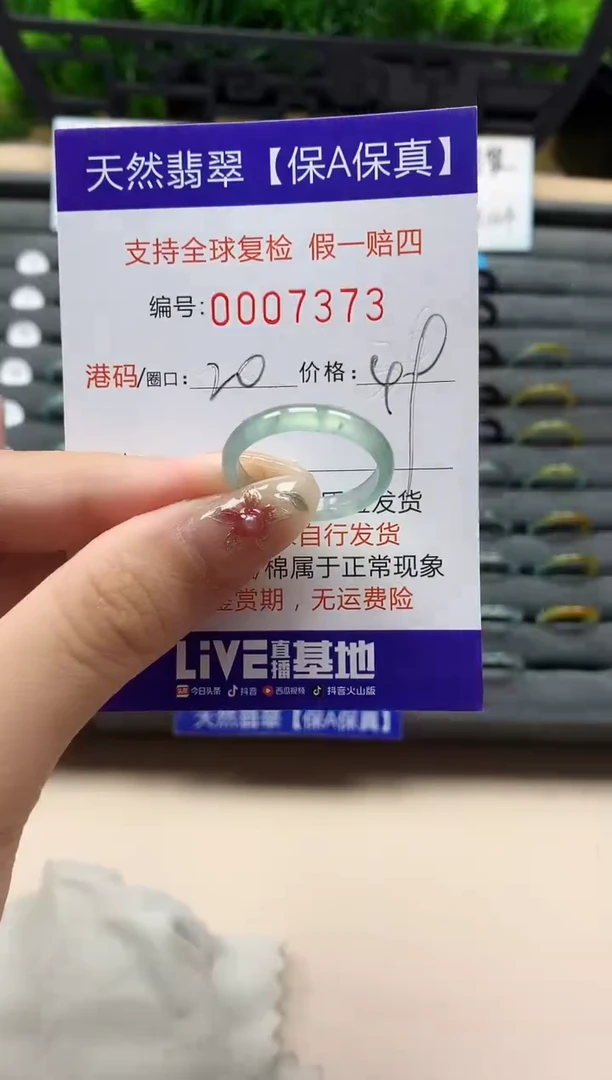 天然翡翠【保A保真】
支持全球复检 假一赔四
编号:0007373
港码/圈口: 20 价格:
发货
自行发货
棉属于正常现象
鉴赏期，无运费险
LiVE直播基地
今日头条 抖音 西瓜视频 抖音火山版
天然翡翠【保A保真】